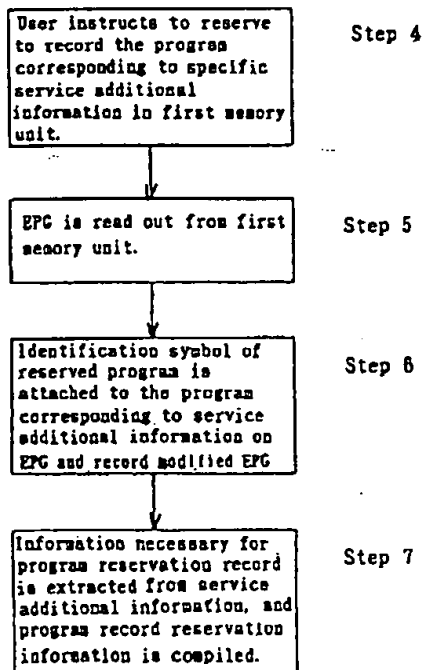 User instructs to reserve
to record the program
corresponding to specific
service additional
information in first memory
unit.
Step 4
EPG is read out from first
memory unit.
Step 5
Identification symbol of
reserved program is
attached to the program
corresponding to service
additional information on
EPG and record modified EPG
Step 6
Information necessary for
program reservation record
is extracted from service
additional information, and
program record reservation
information is compiled.
Step 7